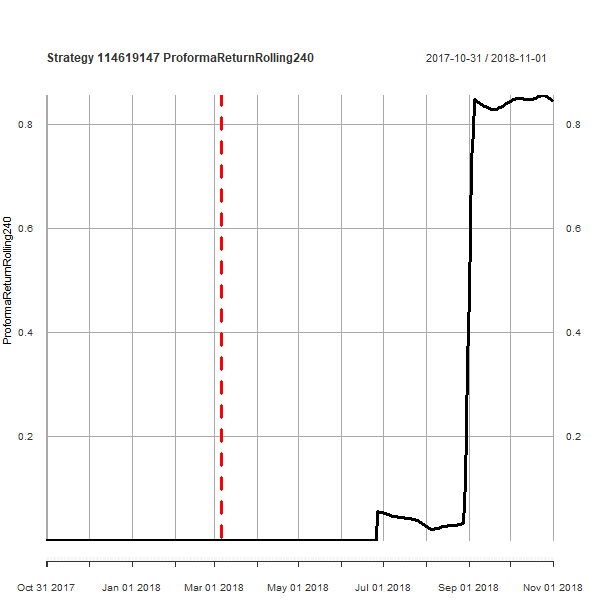 Strategy 114619147 ProformaReturnRolling240
2017-10-31 / 2018-11-01
ProformaReturnRolling240
0.8
0.6
0.4
0.2
0.8
0.6
0.4
0.2
Oct 31 2017
Jan 01 2018
Mar 01 2018
May 01 2018
Jul 01 2018
Sep 01 2018
Nov 01 2018